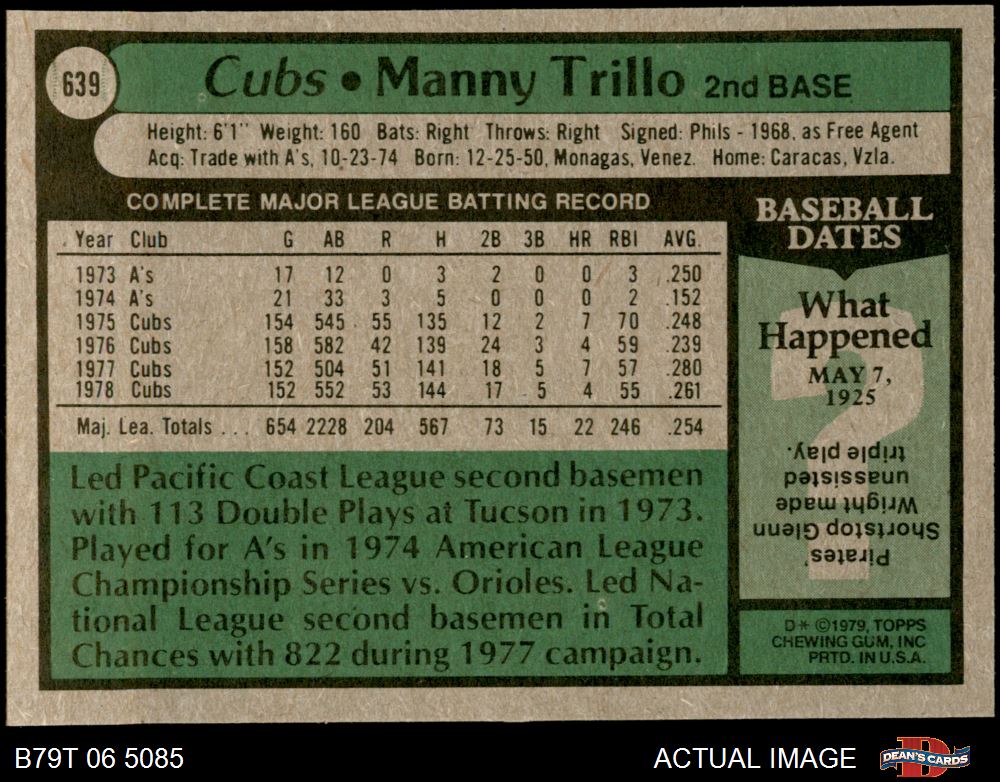 639
Cubs • Manny Trillo 2nd BASE
Height: 6'1" Weight: 160 Bats: Right Throws: Right Signed: Phils - 1968, as Free Agent
Acq: Trade with A's, 10-23-74 Born: 12-25-50, Monagas, Venez. Home: Caracas, Vzla.
COMPLETE MAJOR LEAGUE BATTING RECORD
Year Club G AB R H 2B 3B HR RBI AVG.
1973 A's 17 12 0 3 2 0 0 3 .250
1974 A's 21 33 3 5 0 0 0 2 .152
1975 Cubs 154 545 55 135 12 2 7 70 .248
1976 Cubs 158 582 42 139 24 3 4 59 .239
1977 Cubs 152 504 51 141 18 5 7 57 .280
1978 Cubs 152 552 53 144 17 5 4 55 .261
Maj. Lea. Totals ... 654 2228 204 567 73 15 22 246 .254
Led Pacific Coast League second basemen
with 113 Double Plays at Tucson in 1973.
Played for A's in 1974 American League
Championship Series vs. Orioles. Led Na-
tional League second basemen in Total
Chances with 822 during 1977 campaign.
BASEBALL
DATES
What
Happened
MAY 7,
1925
Pirates'
Shortstop Glenn
Wright made
unassisted
triple play.
D* ©1979, TOPPS
CHEWING GUM, INC
PRTD. IN U.S.A.
B79T 06 5085
ACTUAL IMAGE
DEAN'S CARDS